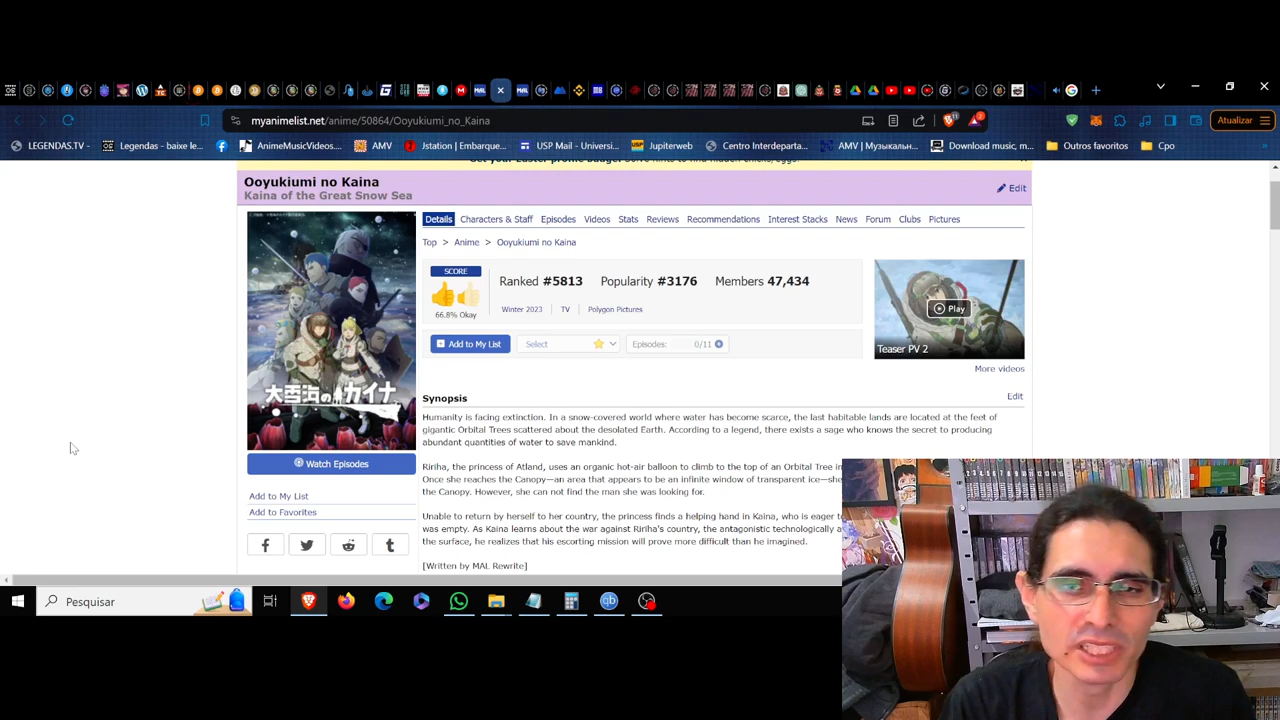 myanimelist.net/anime/50864/Ooyukiumi_no_Kaina
Atualizar
LEGENDAS.TV - Legendas - baixe le... AnimeMusicVideos.... AMV Jstation | Embarque... USP Mail - Universi... Jupiterweb Centro Interdeparta... AMV | Музыкальн... Download music, m... Outros favoritos Cpo
Ooyukiumi no Kaina
Kaina of the Great Snow Sea
Edit
Details Characters & Staff Episodes Videos Stats Reviews Recommendations Interest Stacks News Forum Clubs Pictures
Top > Anime > Ooyukiumi no Kaina
SCORE
66.8% Okay
Ranked #5813 Popularity #3176 Members 47,434
Winter 2023 TV Polygon Pictures
Add to My List Select Episodes: 0/11
Play
Teaser PV 2
More videos
大雪海のカイナ
Synopsis Edit
Humanity is facing extinction. In a snow-covered world where water has become scarce, the last habitable lands are located at the feet of
gigantic Orbital Trees scattered about the desolated Earth. According to a legend, there exists a sage who knows the secret to producing
abundant quantities of water to save mankind.
Ririha, the princess of Atland, uses an organic hot-air balloon to climb to the top of an Orbital Tree in
Once she reaches the Canopy—an area that appears to be an infinite window of transparent ice—she
the Canopy. However, she can not find the man she was looking for.
Unable to return by herself to her country, the princess finds a helping hand in Kaina, who is eager to
was empty. As Kaina learns about the war against Ririha's country, the antagonistic technologically a
the surface, he realizes that his escorting mission will prove more difficult than he imagined.
[Written by MAL Rewrite]
Watch Episodes
Add to My List
Add to Favorites
Pesquisar